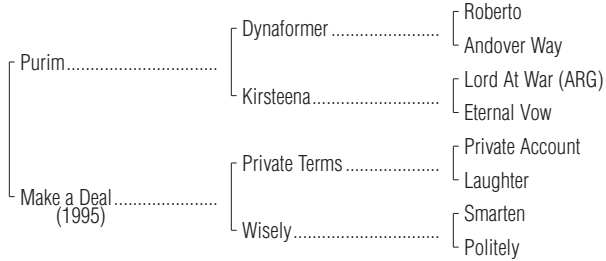 Roberto
Dynaformer
Andover Way
Purim
Lord At War (ARG)
Kirsteena
Eternal Vow
Private Account
Private Terms
Laughter
Make a Deal
(1995)
Smarten
Wisely
Politely